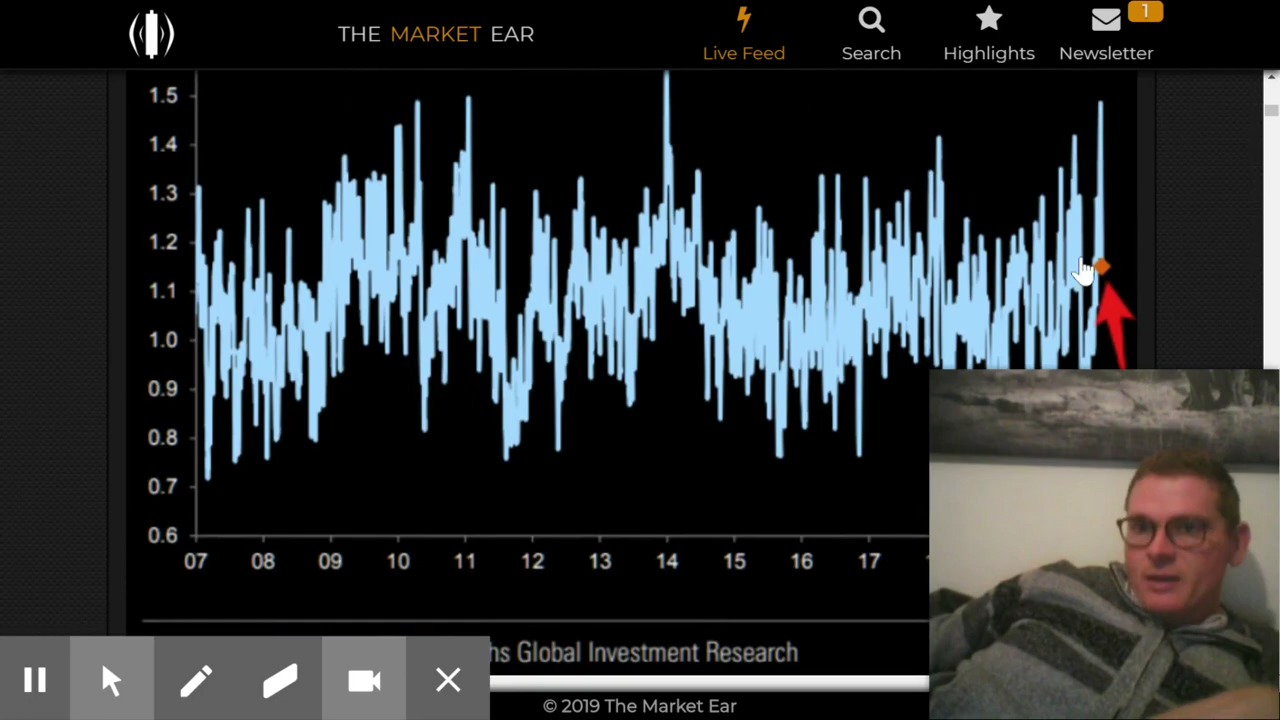 THE MARKET EAR
Live Feed
Search
Highlights
Newsletter
1
1.5
1.4
1.3
1.2
1.1
1.0
0.9
0.8
0.7
0.6
07 08 09 10 11 12 13 14 15 16 17
hs Global Investment Research
© 2019 The Market Ear